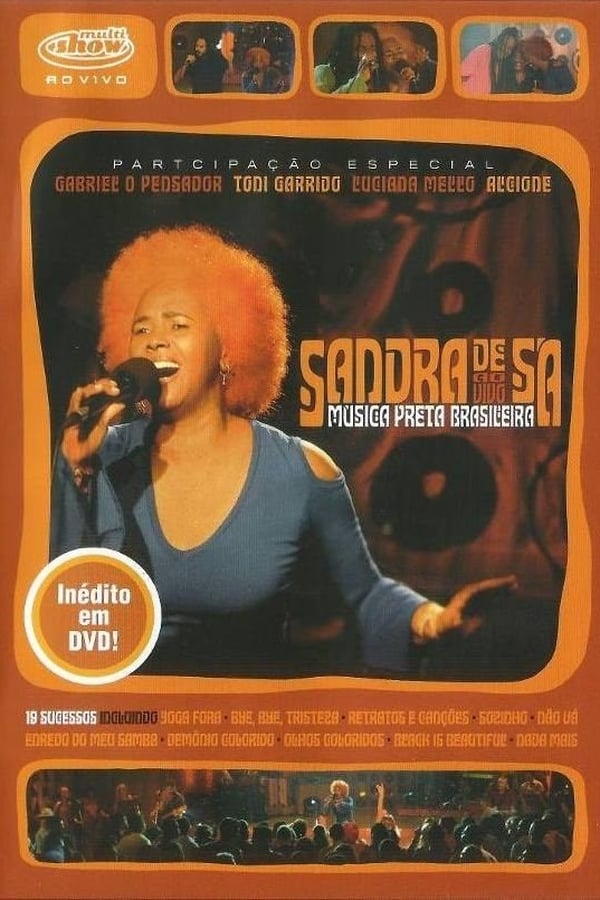 multi
show
AO VIVO
PARTCIPAÇÃO ESPECIAL
GABRIEL O PENSADOR TONI GARRIDO LUCIANA MELLO ALCIONE
SANDRA DE SÁ
AO
VIVO
MÚSICA PRETA BRASILEIRA
Inédito
em
DVD!
19 SUCESSOS INCLUINDO JOGA FORA • BYE, BYE, TRISTEZA • RETRATOS E CANÇÕES • SOZINHO • NÃO VÁ
ENREDO DO MEU SAMBA • DEMÔNIO COLORIDO • OLHOS COLORIDOS • BLACK IS BEAUTIFUL • NADA MAIS